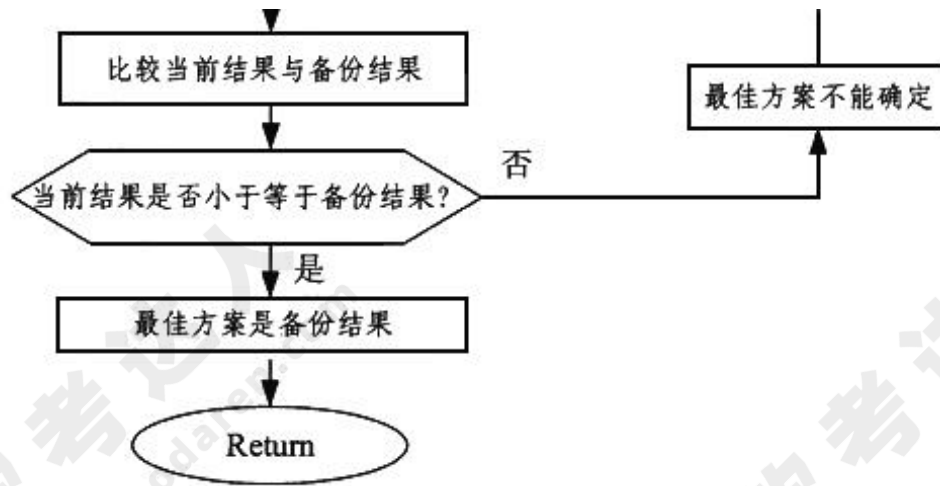 比较当前结果与备份结果
最佳方案不能确定
当前结果是否小于等于备份结果?
否
是
最佳方案是备份结果
Return